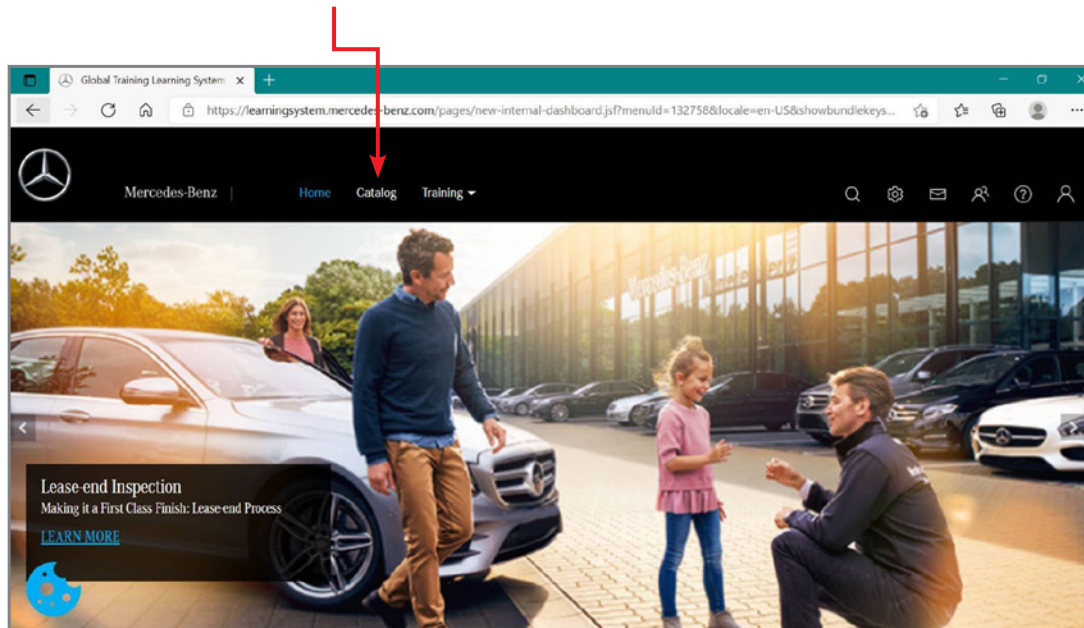 Global Training Learning System
https://learningsystem.mercedes-benz.com/pages/new-internal-dashboard.jsf?menuId=132758&locale=en-US&showbundlekeys...
Mercedes-Benz | Home Catalog Training
Mercedes-Benz
Lease-end Inspection
Making it a First Class Finish: Lease-end Process
LEARN MORE